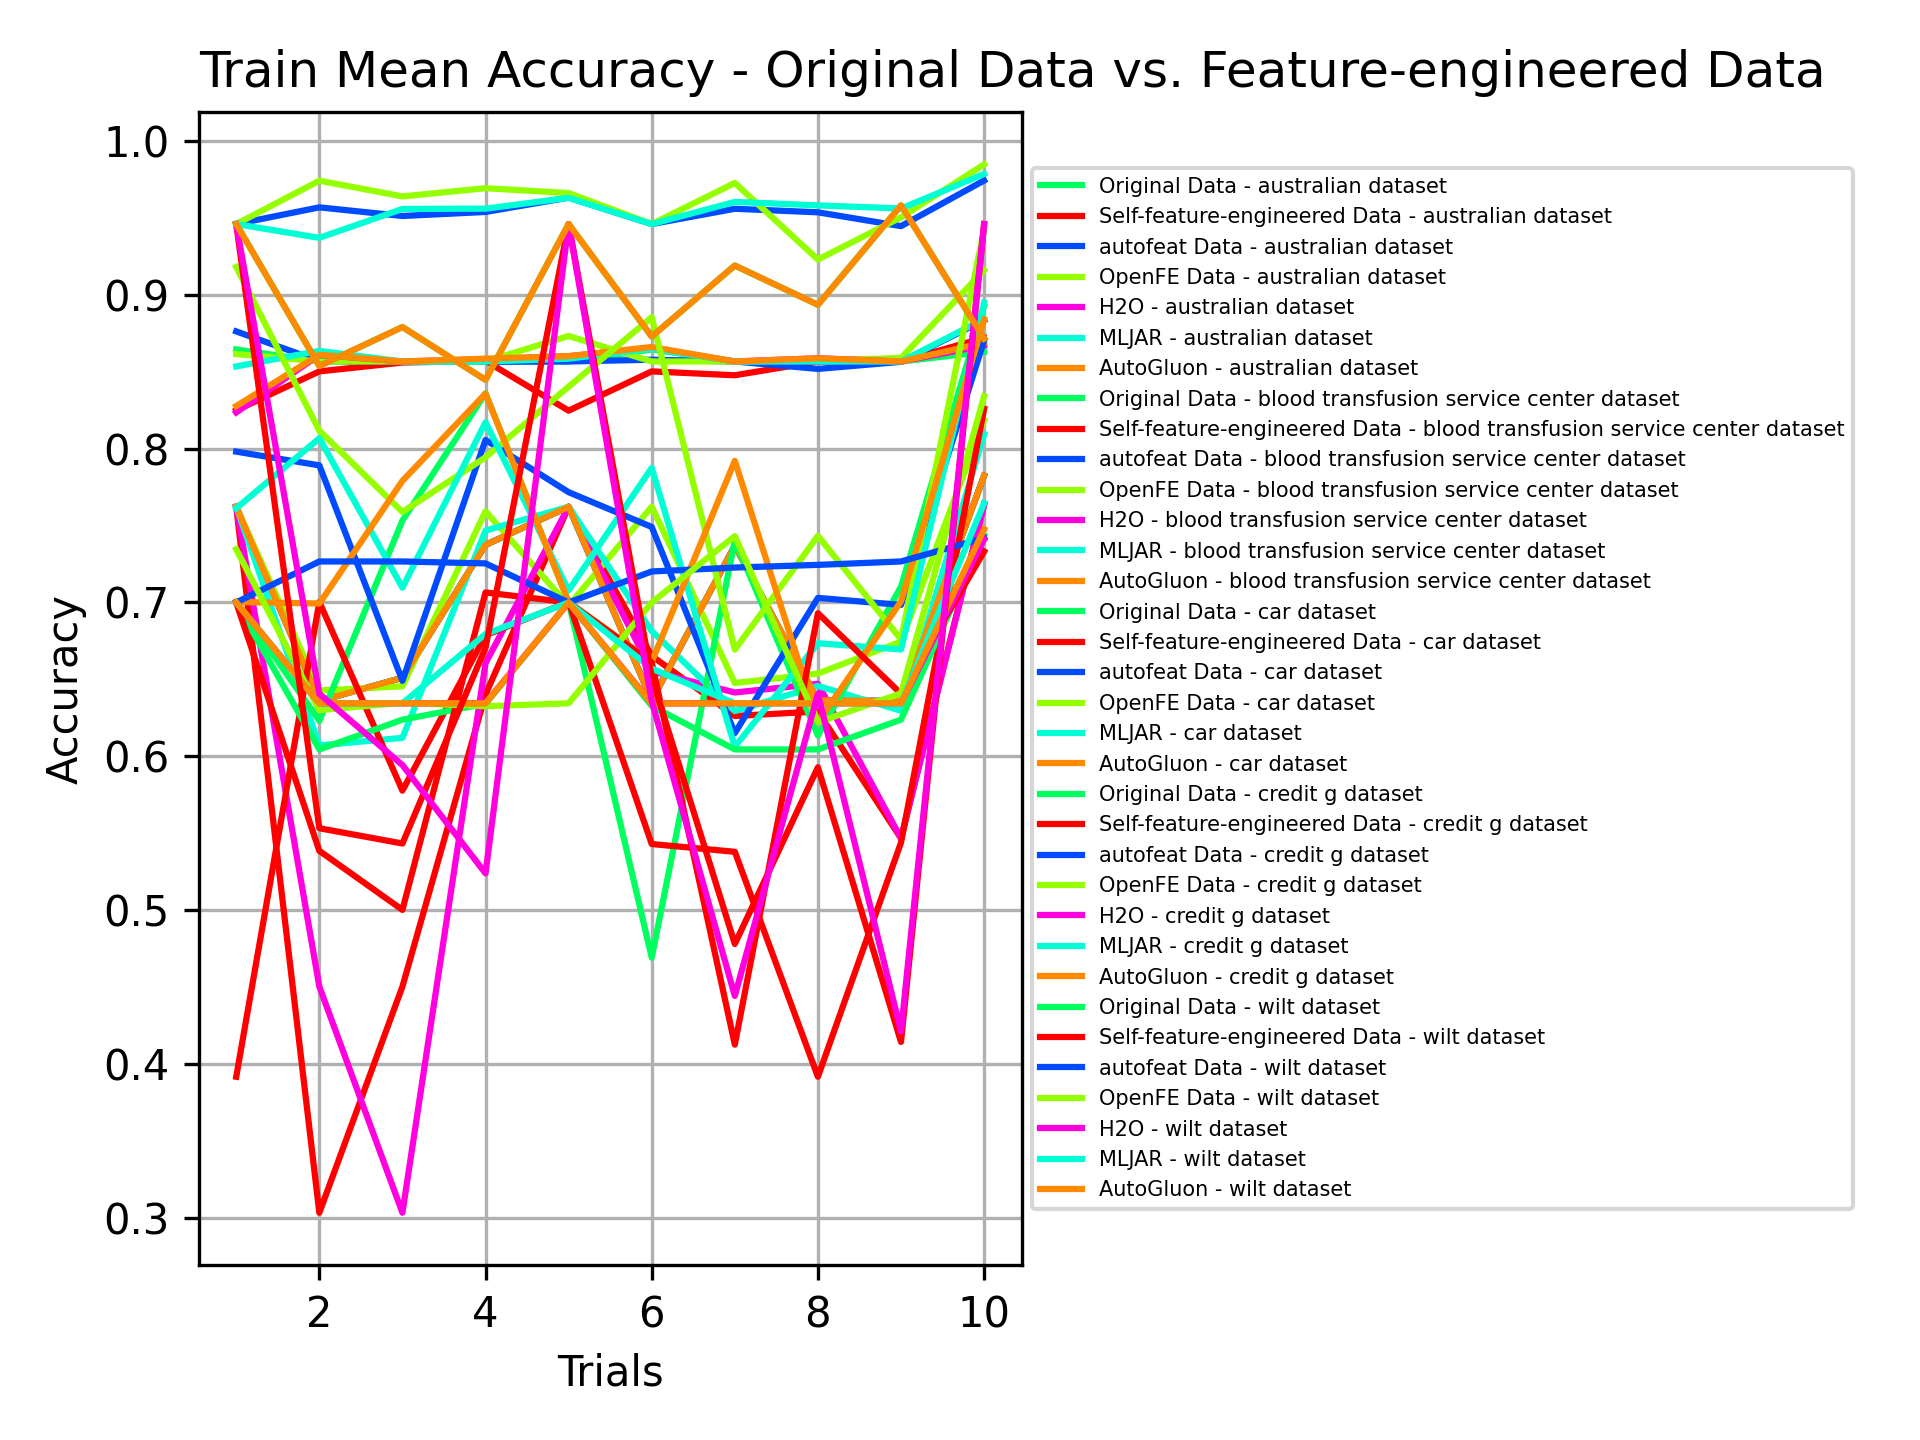 Train Mean Accuracy - Original Data vs. Feature-engineered Data
1.0
0.9
0.8
0.7
0.6
0.5
0.4
0.3
Accuracy
2 4 6 8 10
Trials
Original Data - australian dataset
Self-feature-engineered Data - australian dataset
autofeat Data - australian dataset
OpenFE Data - australian dataset
H2O - australian dataset
MLJAR - australian dataset
AutoGluon - australian dataset
Original Data - blood transfusion service center dataset
Self-feature-engineered Data - blood transfusion service center dataset
autofeat Data - blood transfusion service center dataset
OpenFE Data - blood transfusion service center dataset
H2O - blood transfusion service center dataset
MLJAR - blood transfusion service center dataset
AutoGluon - blood transfusion service center dataset
Original Data - car dataset
Self-feature-engineered Data - car dataset
autofeat Data - car dataset
OpenFE Data - car dataset
MLJAR - car dataset
AutoGluon - car dataset
Original Data - credit g dataset
Self-feature-engineered Data - credit g dataset
autofeat Data - credit g dataset
OpenFE Data - credit g dataset
H2O - credit g dataset
MLJAR - credit g dataset
AutoGluon - credit g dataset
Original Data - wilt dataset
Self-feature-engineered Data - wilt dataset
autofeat Data - wilt dataset
OpenFE Data - wilt dataset
H2O - wilt dataset
MLJAR - wilt dataset
AutoGluon - wilt dataset